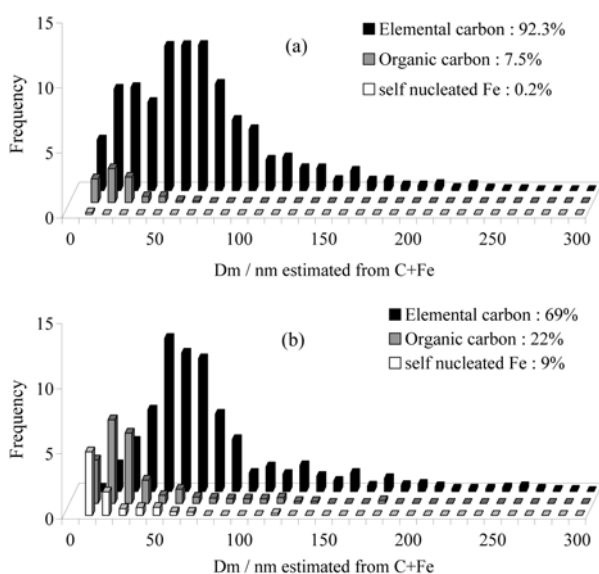 15
(a)
Elemental carbon : 92.3%
Organic carbon : 7.5%
self nucleated Fe : 0.2%
10
Frequency
5
0
0 50 100 150 200 250 300
Dm / nm estimated from C+Fe
15
(b)
Elemental carbon : 69%
Organic carbon : 22%
self nucleated Fe : 9%
10
Frequency
5
0
0 50 100 150 200 250 300
Dm / nm estimated from C+Fe